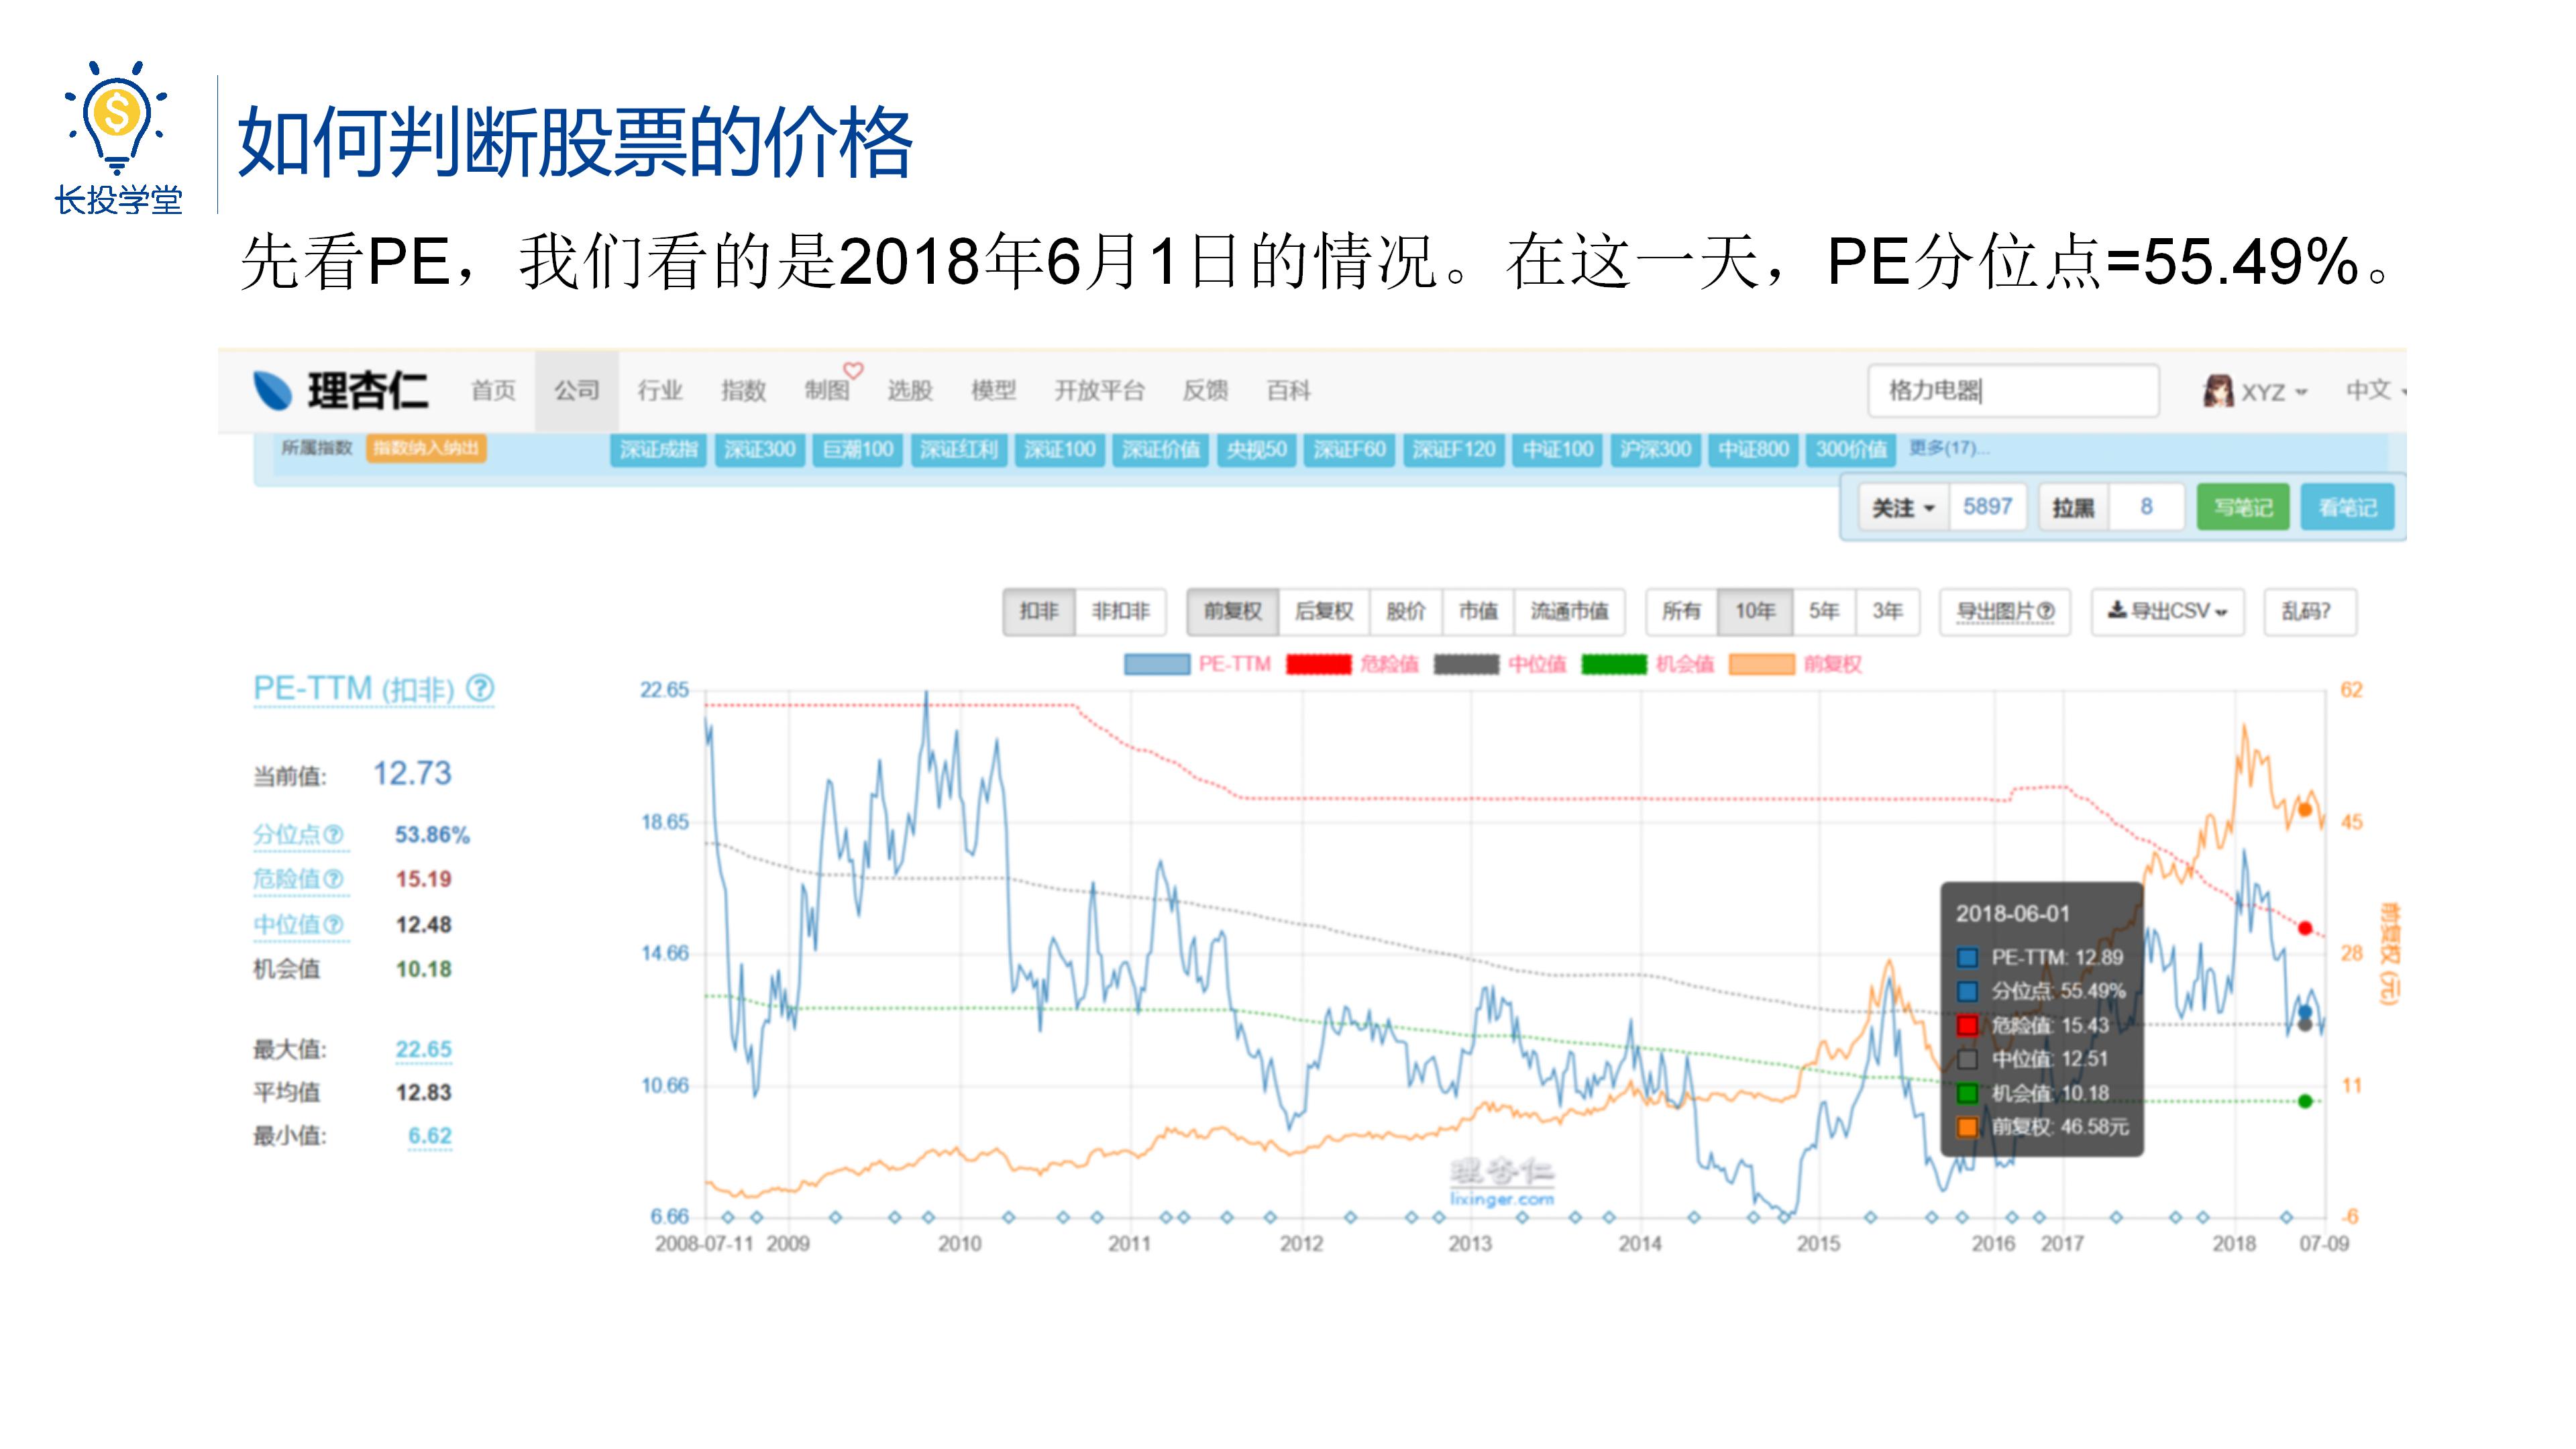 长投学堂
如何判断股票的价格
先看PE，我们看的是2018年6月1日的情况。在这一天，PE分位点=55.49%。
理杏仁 首页 公司 行业 指数 制图 选股 模型 开放平台 反馈 百科 格力电器 XYZ 中文
所属指数 指数纳入纳出 深证成指 深证300 巨潮100 深证红利 深证100 深证价值 央视50 深证F60 深证F120 中证100 沪深300 中证800 300价值 更多(17)...
关注 5897 拉黑 8 写笔记 看笔记
扣非 非扣非 前复权 后复权 股价 市值 流通市值 所有 10年 5年 3年 导出图片? 导出CSV 乱码?
PE-TTM 危险值 中位值 机会值 前复权
PE-TTM (扣非) ?
当前值: 12.73
分位点? 53.86%
危险值? 15.19
中位值? 12.48
机会值 10.18
最大值: 22.65
平均值 12.83
最小值: 6.62
22.65
18.65
14.66
10.66
6.66
62
45
28
11
-6
前复权 (元)
2018-06-01
PE-TTM: 12.89
分位点: 55.49%
危险值: 15.43
中位值: 12.51
机会值: 10.18
前复权: 46.58元
理杏仁
lixinger.com
2008-07-11 2009 2010 2011 2012 2013 2014 2015 2016 2017 2018 07-09